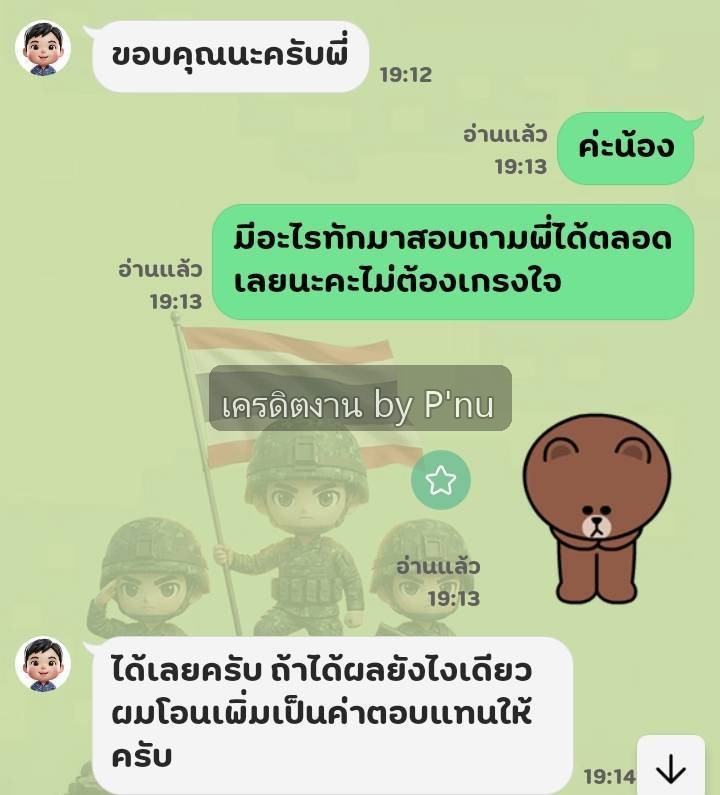 ขอบคุณนะครับพี่
19:12
อ่านแล้ว
19:13
ค่ะน้อง
มีอะไรทักมาสอบถามพี่ได้ตลอด
เลยนะคะไม่ต้องเกรงใจ
อ่านแล้ว
19:13
เครดิตงาน by P'nu
อ่านแล้ว
19:13
ได้เลยครับ ถ้าได้ผลยังไงเดียว
ผมโอนเพิ่มเป็นค่าตอบแทนให้
ครับ
19:14